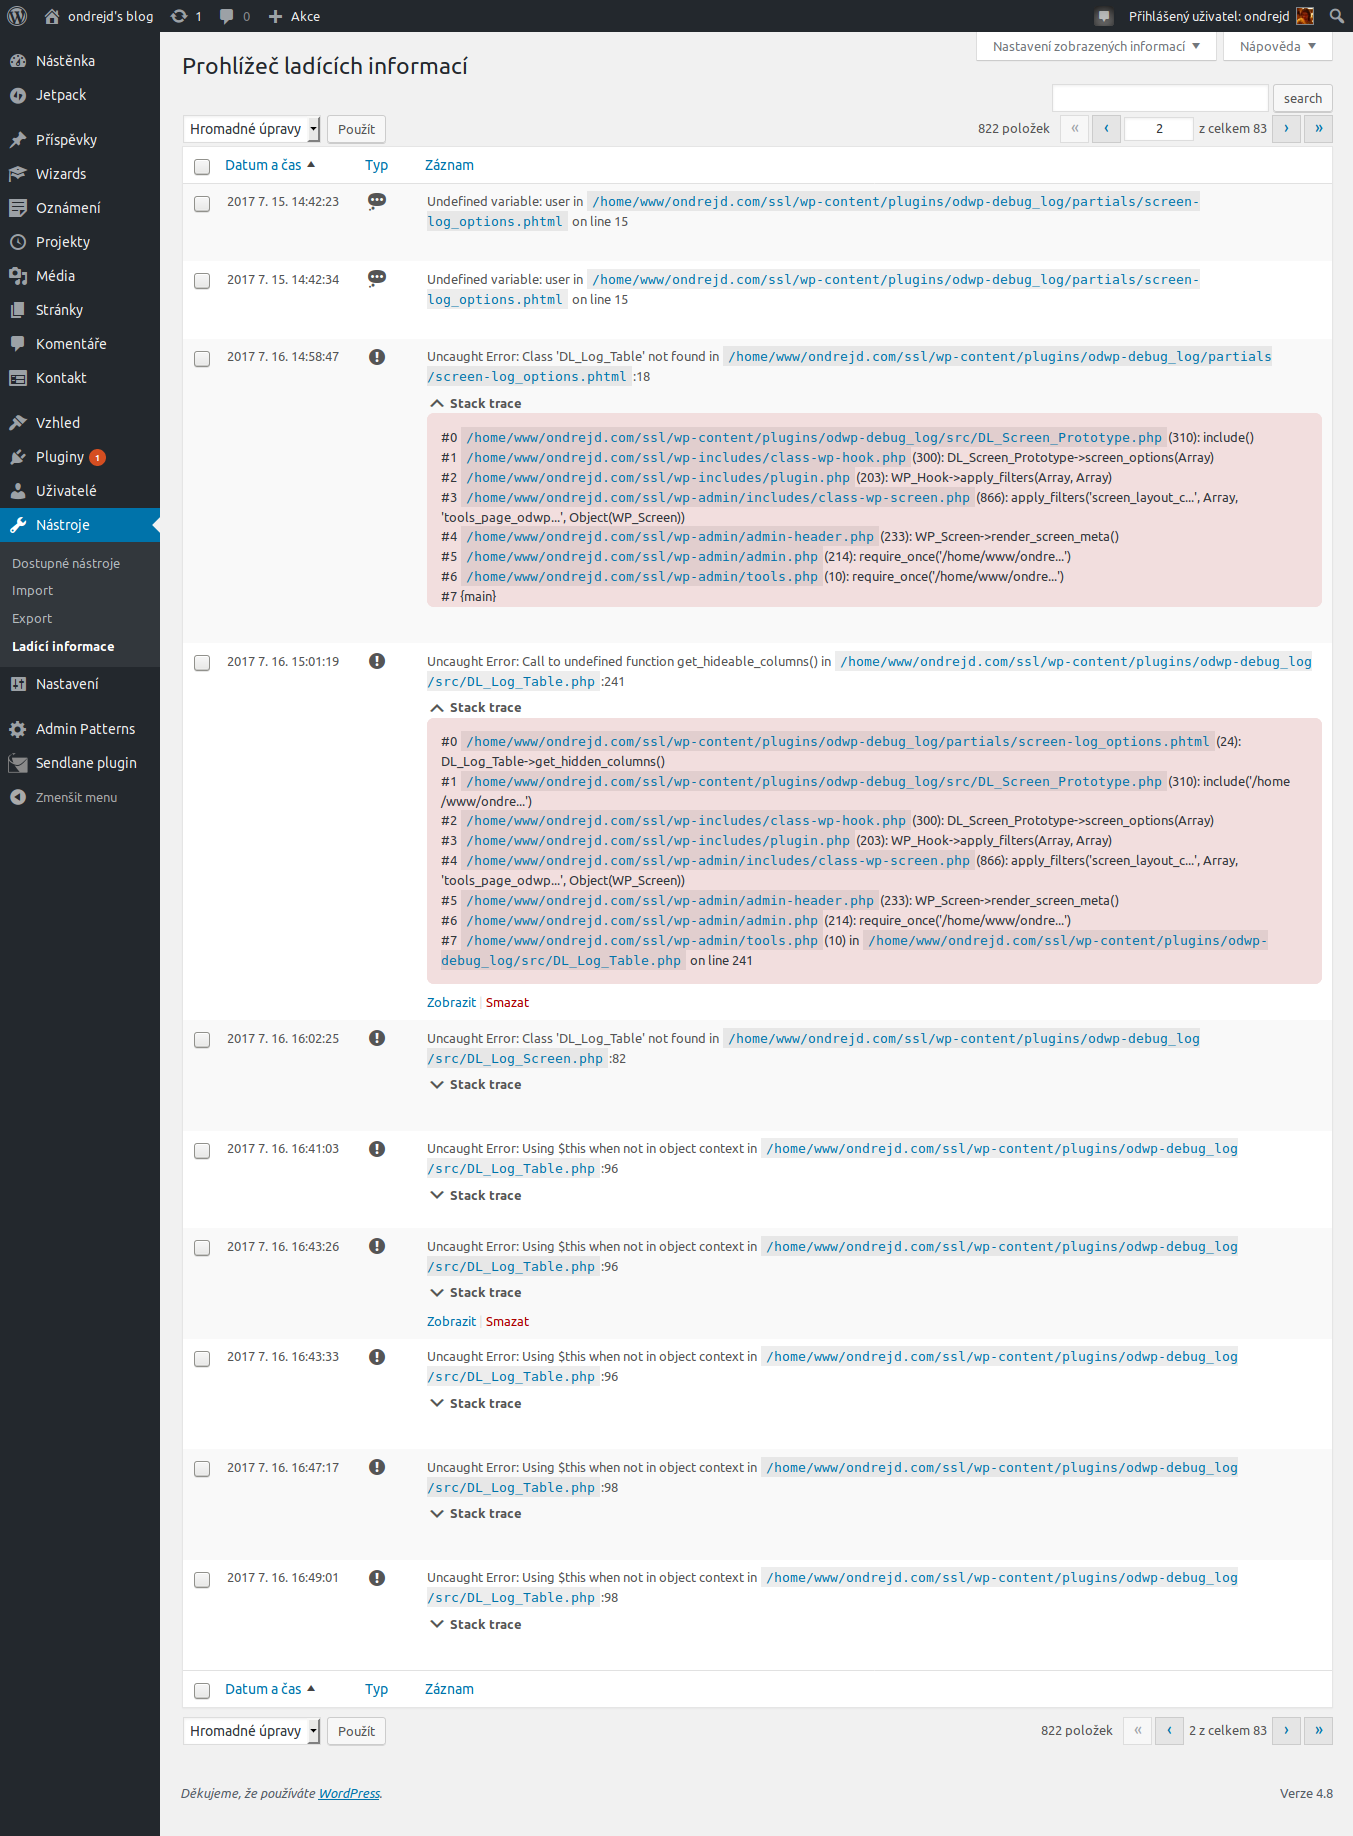 ondrejd's blog 1 0 Akce Přihlášený uživatel: ondrejd
Nástěnka
Jetpack
Příspěvky
Wizards
Oznámení
Projekty
Média
Stránky
Komentáře
Kontakt
Vzhled
Pluginy 1
Uživatelé
Nástroje
Dostupné nástroje
Import
Export
Ladící informace
Nastavení
Admin Patterns
Sendlane plugin
Zmenšit menu
Nastavení zobrazených informací Nápověda
Prohlížeč ladících informací
search
Hromadné úpravy Použít 822 položek « ‹ 2 z celkem 83 › »
Datum a čas Typ Záznam
2017 7. 15. 14:42:23 Undefined variable: user in /home/www/ondrejd.com/ssl/wp-content/plugins/odwp-debug_log/partials/screen-
log_options.phtml on line 15
2017 7. 15. 14:42:34 Undefined variable: user in /home/www/ondrejd.com/ssl/wp-content/plugins/odwp-debug_log/partials/screen-
log_options.phtml on line 15
2017 7. 16. 14:58:47 Uncaught Error: Class 'DL_Log_Table' not found in /home/www/ondrejd.com/ssl/wp-content/plugins/odwp-debug_log/partials
/screen-log_options.phtml :18
Stack trace
#0 /home/www/ondrejd.com/ssl/wp-content/plugins/odwp-debug_log/src/DL_Screen_Prototype.php (310): include()
#1 /home/www/ondrejd.com/ssl/wp-includes/class-wp-hook.php (300): DL_Screen_Prototype->screen_options(Array)
#2 /home/www/ondrejd.com/ssl/wp-includes/plugin.php (203): WP_Hook->apply_filters(Array, Array)
#3 /home/www/ondrejd.com/ssl/wp-admin/includes/class-wp-screen.php (866): apply_filters('screen_layout_c...', Array,
'tools_page_odwp...', Object(WP_Screen))
#4 /home/www/ondrejd.com/ssl/wp-admin/admin-header.php (233): WP_Screen->render_screen_meta()
#5 /home/www/ondrejd.com/ssl/wp-admin/admin.php (214): require_once('/home/www/ondre...')
#6 /home/www/ondrejd.com/ssl/wp-admin/tools.php (10): require_once('/home/www/ondre...')
#7 {main}
2017 7. 16. 15:01:19 Uncaught Error: Call to undefined function get_hideable_columns() in /home/www/ondrejd.com/ssl/wp-content/plugins/odwp-debug_log
/src/DL_Log_Table.php :241
Stack trace
#0 /home/www/ondrejd.com/ssl/wp-content/plugins/odwp-debug_log/partials/screen-log_options.phtml (24):
DL_Log_Table->get_hidden_columns()
#1 /home/www/ondrejd.com/ssl/wp-content/plugins/odwp-debug_log/src/DL_Screen_Prototype.php (310): include('/home
/www/ondre...')
#2 /home/www/ondrejd.com/ssl/wp-includes/class-wp-hook.php (300): DL_Screen_Prototype->screen_options(Array)
#3 /home/www/ondrejd.com/ssl/wp-includes/plugin.php (203): WP_Hook->apply_filters(Array, Array)
#4 /home/www/ondrejd.com/ssl/wp-admin/includes/class-wp-screen.php (866): apply_filters('screen_layout_c...', Array,
'tools_page_odwp...', Object(WP_Screen))
#5 /home/www/ondrejd.com/ssl/wp-admin/admin-header.php (233): WP_Screen->render_screen_meta()
#6 /home/www/ondrejd.com/ssl/wp-admin/admin.php (214): require_once('/home/www/ondre...')
#7 /home/www/ondrejd.com/ssl/wp-admin/tools.php (10) in /home/www/ondrejd.com/ssl/wp-content/plugins/odwp-
debug_log/src/DL_Log_Table.php on line 241
Zobrazit | Smazat
2017 7. 16. 16:02:25 Uncaught Error: Class 'DL_Log_Table' not found in /home/www/ondrejd.com/ssl/wp-content/plugins/odwp-debug_log
/src/DL_Log_Screen.php :82
Stack trace
2017 7. 16. 16:41:03 Uncaught Error: Using $this when not in object context in /home/www/ondrejd.com/ssl/wp-content/plugins/odwp-debug_log
/src/DL_Log_Table.php :96
Stack trace
2017 7. 16. 16:43:26 Uncaught Error: Using $this when not in object context in /home/www/ondrejd.com/ssl/wp-content/plugins/odwp-debug_log
/src/DL_Log_Table.php :96
Stack trace
Zobrazit | Smazat
2017 7. 16. 16:43:33 Uncaught Error: Using $this when not in object context in /home/www/ondrejd.com/ssl/wp-content/plugins/odwp-debug_log
/src/DL_Log_Table.php :96
Stack trace
2017 7. 16. 16:47:17 Uncaught Error: Using $this when not in object context in /home/www/ondrejd.com/ssl/wp-content/plugins/odwp-debug_log
/src/DL_Log_Table.php :98
Stack trace
2017 7. 16. 16:49:01 Uncaught Error: Using $this when not in object context in /home/www/ondrejd.com/ssl/wp-content/plugins/odwp-debug_log
/src/DL_Log_Table.php :98
Stack trace
Datum a čas Typ Záznam
Hromadné úpravy Použít 822 položek « ‹ 2 z celkem 83 › »
Děkujeme, že používáte WordPress. Verze 4.8